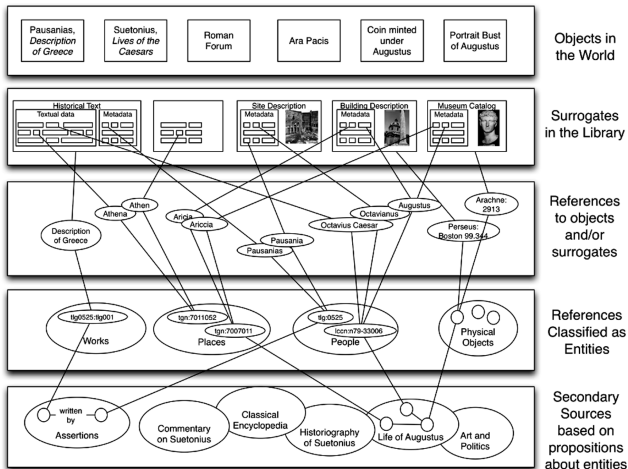 Pausanias,
Description
of Greece
Suetonius,
Lives of the
Caesars
Roman
Forum
Ara Pacis
Coin minted
under
Augustus
Portrait Bust
of Augustus
Objects in
the World
Historical Text
Textual data
Metadata
Site Description
Metadata
Building Description
Metadata
Museum Catalog
Metadata
Surrogates
in the Library
Description
of Greece
Athena
Athen
Aricia
Ariccia
Pausanias
Pausania
Octavius Caesar
Octavianus
Augustus
Perseus:
Boston 99.344
Arachne:
2913
References
to objects
and/or
surrogates
tlg0525:tlg001
Works
tgn:7011052
tgn:7007011
Places
tlg:0525
lccn:n79-33006
People
Physical
Objects
References
Classified as
Entities
written
by
Assertions
Commentary
on Suetonius
Classical
Encyclopedia
Historiography
of Suetonius
Life of Augustus
Art and
Politics
Secondary
Sources
based on
propositions
about entities